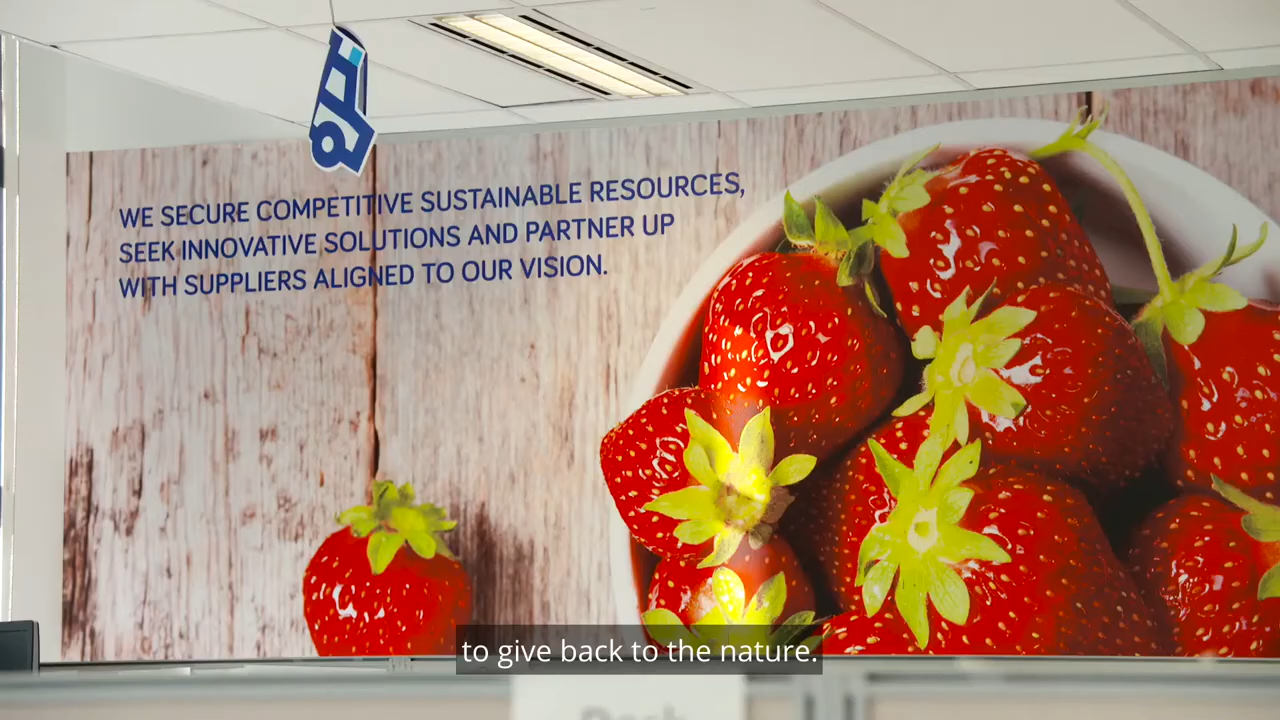 WE SECURE COMPETITIVE SUSTAINABLE RESOURCES,
SEEK INNOVATIVE SOLUTIONS AND PARTNER UP
WITH SUPPLIERS ALIGNED TO OUR VISION.
to give back to the nature.